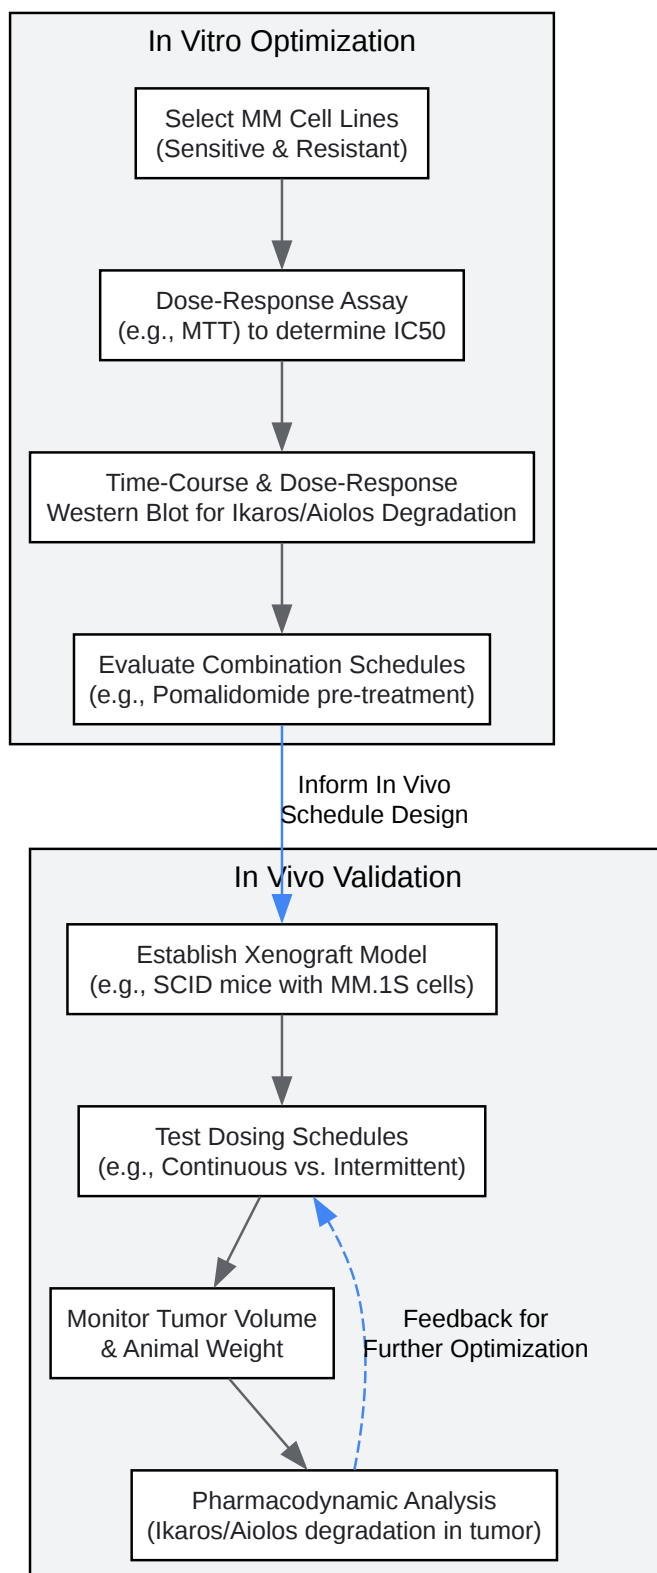 In Vitro Optimization
Select MM Cell Lines
(Sensitive & Resistant)
Dose-Response Assay
(e.g., MTT) to determine IC50
Time-Course & Dose-Response
Western Blot for Ikaros/Aiolos Degradation
Evaluate Combination Schedules
(e.g., Pomalidomide pre-treatment)
Inform In Vivo
Schedule Design
In Vivo Validation
Establish Xenograft Model
(e.g., SCID mice with MM.1S cells)
Test Dosing Schedules
(e.g., Continuous vs. Intermittent)
Monitor Tumor Volume
& Animal Weight
Feedback for
Further Optimization
Pharmacodynamic Analysis
(Ikaros/Aiolos degradation in tumor)